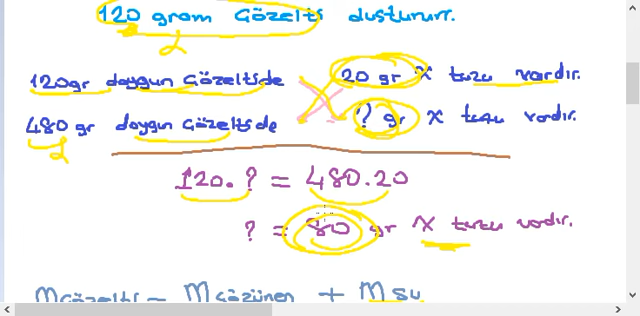 120 gram Çözelti oluşturur.
120gr doygun Çözeltide 20 gr X tuzu vardır.
480 gr doygun Çözeltide ? gr X tuzu vardır.
120.? = 480.20
? = 80 gr X tuzu vardır.
mçözelti = mçözünen + msu